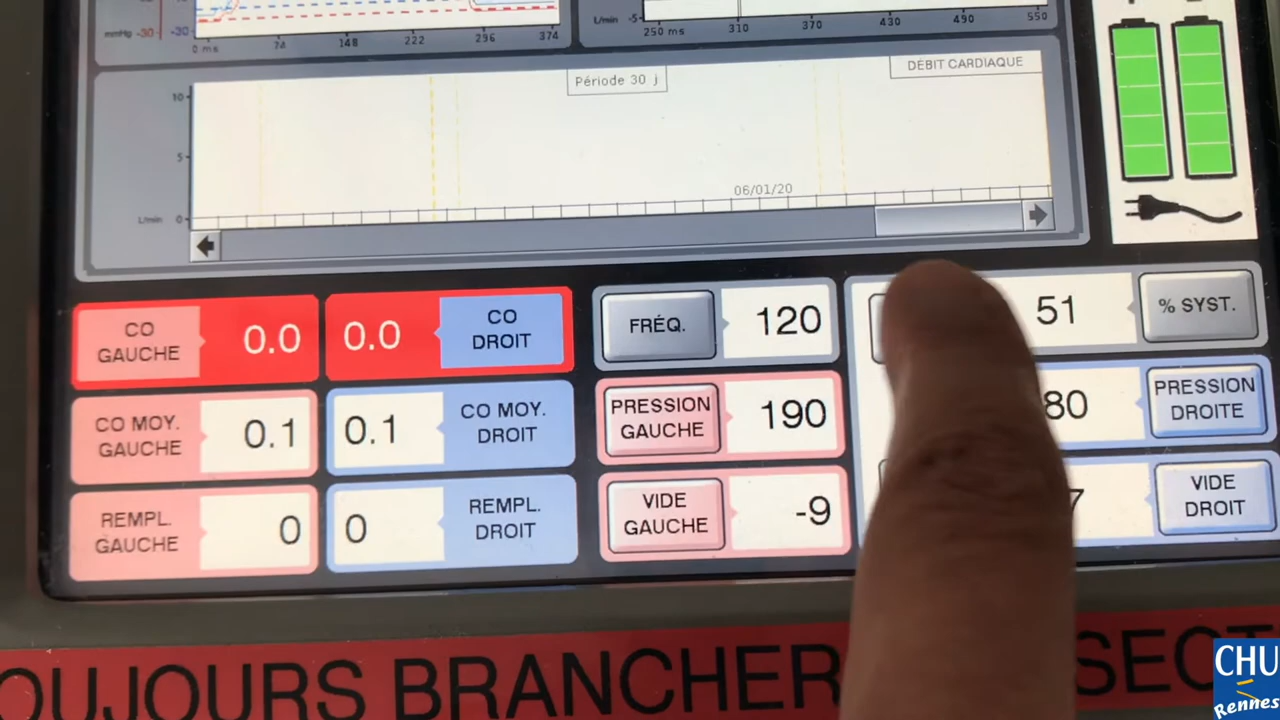 mmHg -30 -30
0 ms 74 148 222 296 374
L/min -5
250 ms 310 370 430 490 550
Période 30 j
DÉBIT CARDIAQUE
10
5
L/min 0
06/01/20
CO GAUCHE 0.0
0.0 CO DROIT
FRÉQ. 120
51 % SYST.
CO MOY. GAUCHE 0.1
0.1 CO MOY. DROIT
PRESSION GAUCHE 190
80 PRESSION DROITE
REMPL. GAUCHE 0
0 REMPL. DROIT
VIDE GAUCHE -9
7 VIDE DROIT
OUJOURS BRANCHER SECT
CHU
Rennes